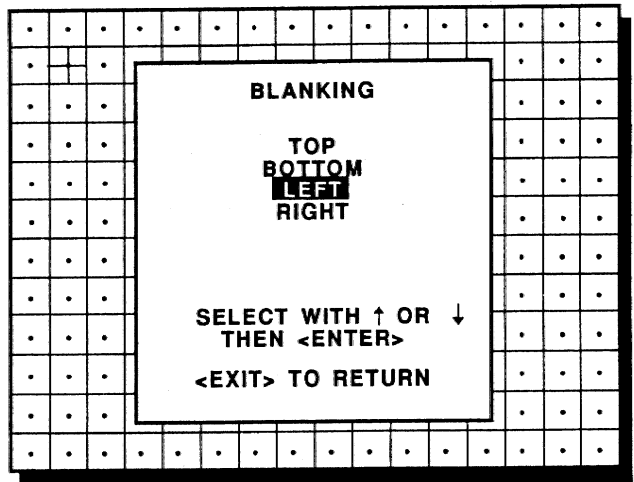 BLANKING
TOP
BOTTOM
LEFT
RIGHT
SELECT WITH ↑ OR ↓
THEN <ENTER>
<EXIT> TO RETURN